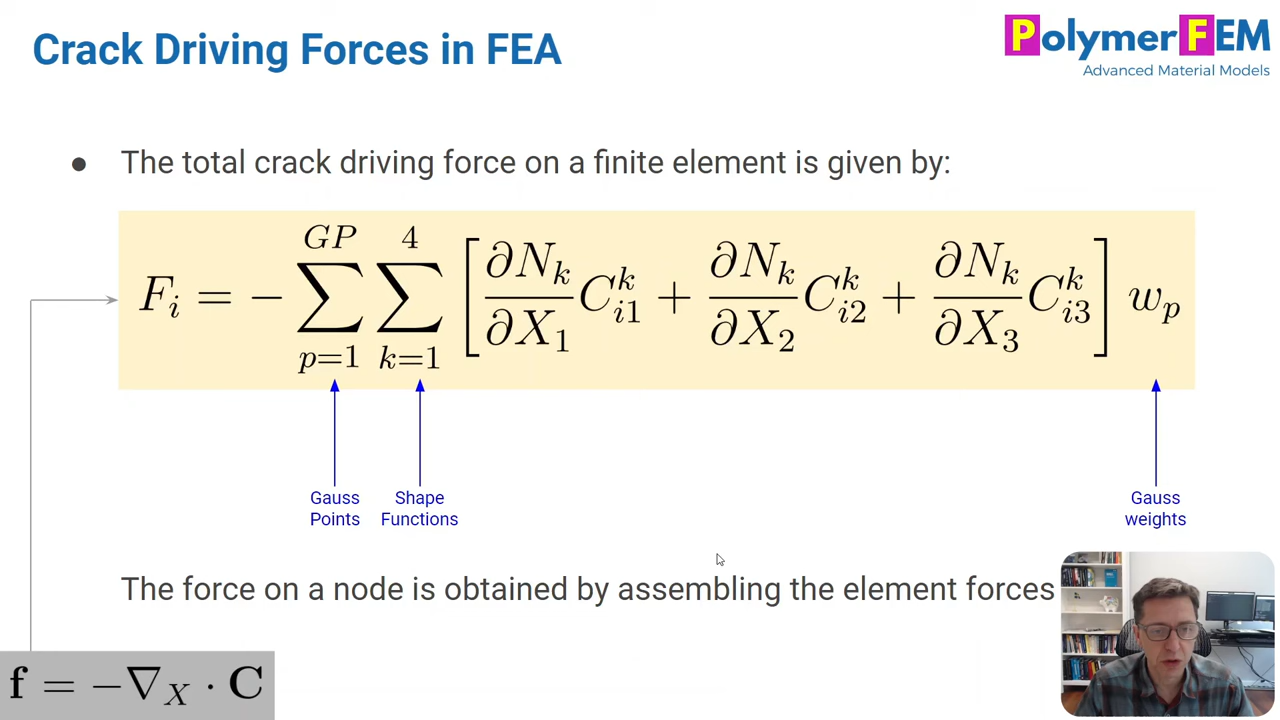 Crack Driving Forces in FEA
PolymerFEM
Advanced Material Models
● The total crack driving force on a finite element is given by:
F_i = − ∑_{p=1}^{GP} ∑_{k=1}^{4} [ ∂N_k/∂X_1 C^k_{i1} + ∂N_k/∂X_2 C^k_{i2} + ∂N_k/∂X_3 C^k_{i3} ] w_p
Gauss Points
Shape Functions
Gauss weights
The force on a node is obtained by assembling the element forces
f = −∇_X · C